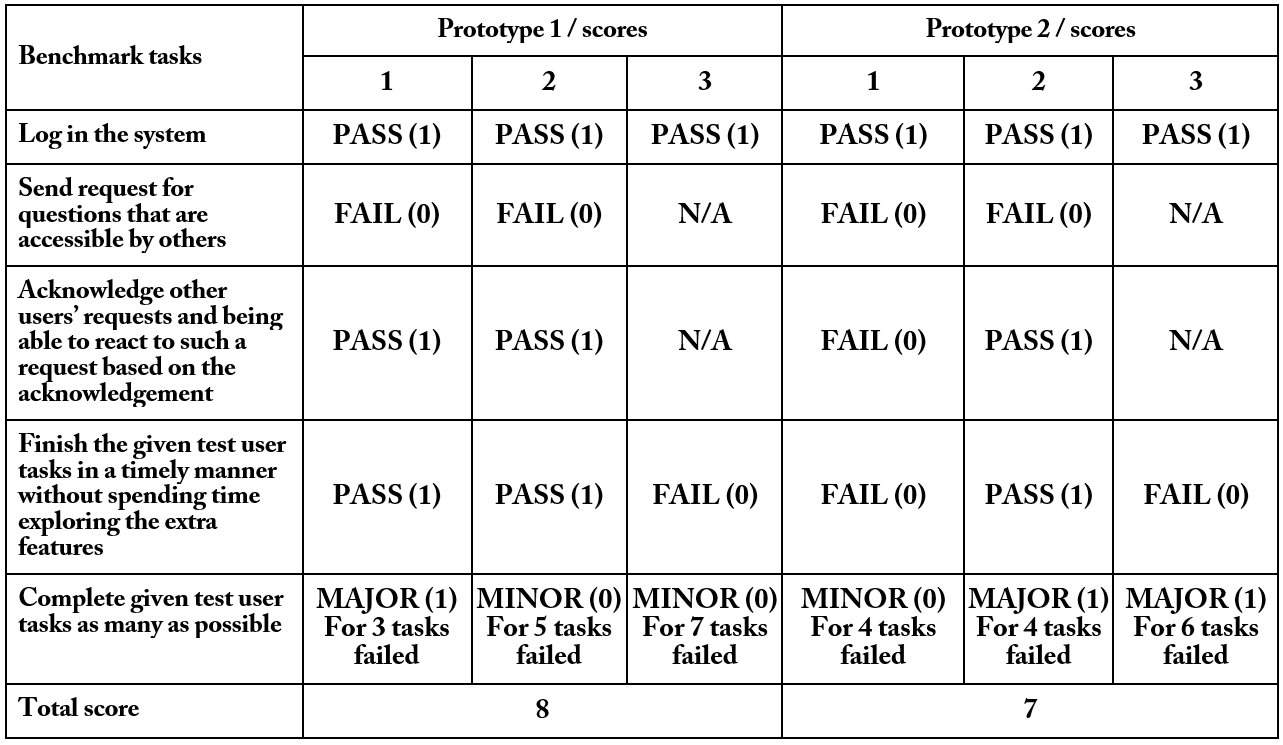 Benchmark tasks
Prototype 1 / scores
Prototype 2 / scores
1
2
3
1
2
3
Log in the system
PASS (1)
PASS (1)
PASS (1)
PASS (1)
PASS (1)
PASS (1)
Send request for
questions that are
accessible by others
FAIL (0)
FAIL (0)
N/A
FAIL (0)
FAIL (0)
N/A
Acknowledge other
users’ requests and being
able to react to such a
request based on the
acknowledgement
PASS (1)
PASS (1)
N/A
FAIL (0)
PASS (1)
N/A
Finish the given test user
tasks in a timely manner
without spending time
exploring the extra
features
PASS (1)
PASS (1)
FAIL (0)
FAIL (0)
PASS (1)
FAIL (0)
Complete given test user
tasks as many as possible
MAJOR (1)
For 3 tasks
failed
MINOR (0)
For 5 tasks
failed
MINOR (0)
For 7 tasks
failed
MINOR (0)
For 4 tasks
failed
MAJOR (1)
For 4 tasks
failed
MAJOR (1)
For 6 tasks
failed
Total score
8
7